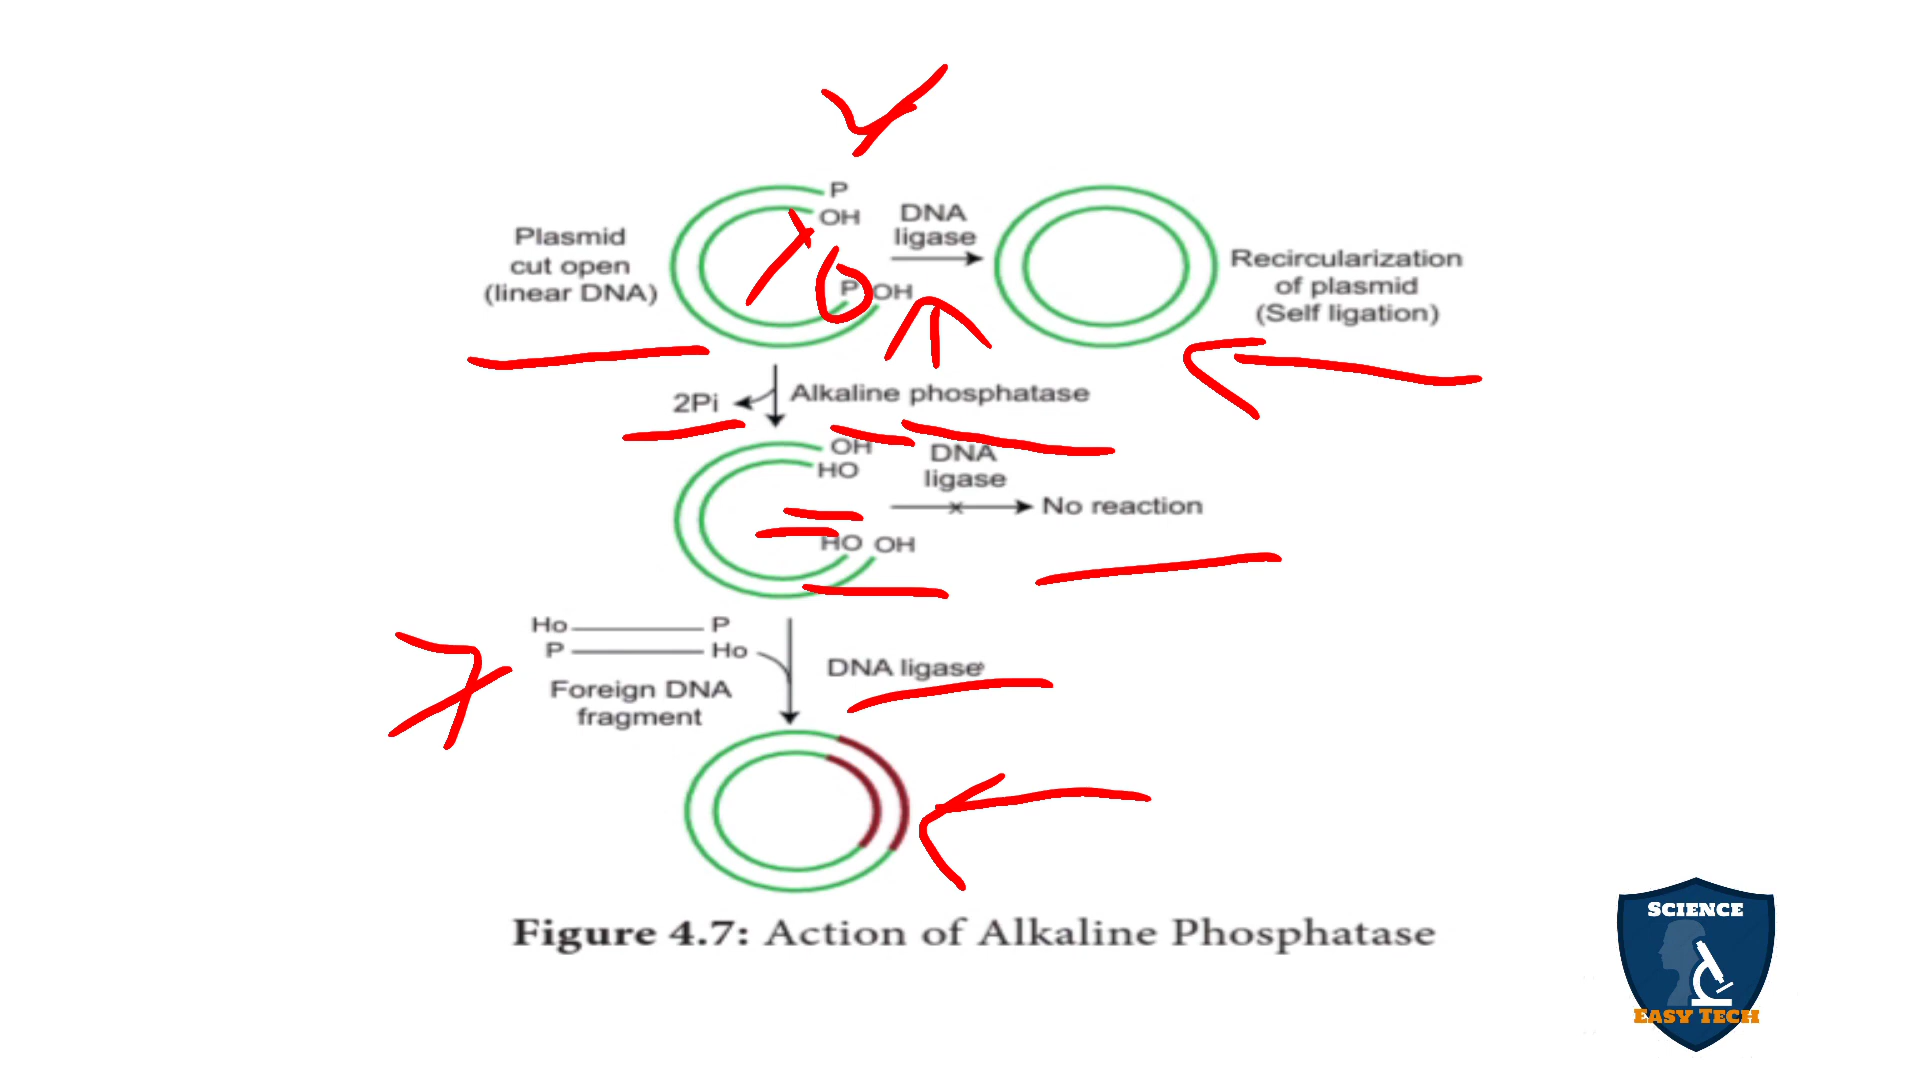 P
OH
DNA
ligase
Plasmid
cut open
(linear DNA)
P OH
Recircularization
of plasmid
(Self ligation)
2Pi
Alkaline phosphatase
OH
HO
DNA
ligase
x
No reaction
HO OH
Ho P
P Ho
DNA ligase
Foreign DNA
fragment
Figure 4.7: Action of Alkaline Phosphatase
SCIENCE
EASY TECH